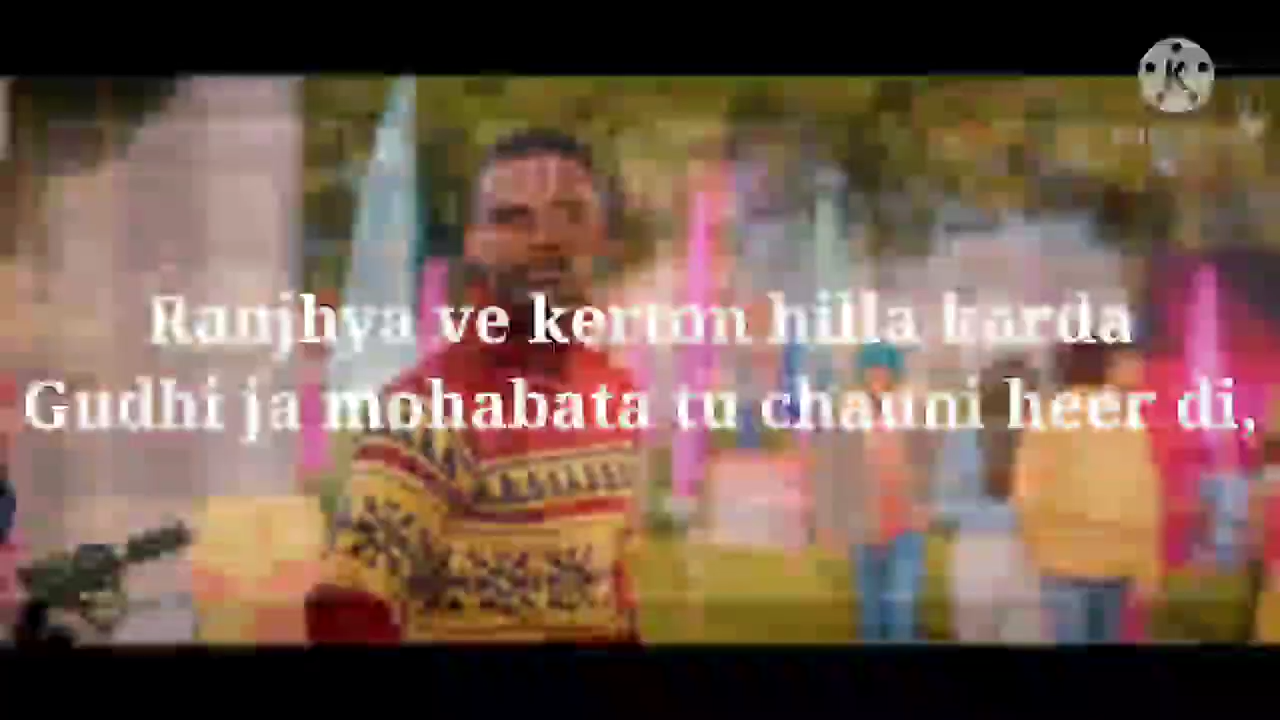 Ranjhya ve kerton hilla karda
Gudhi ja mohabata tu chauni heer di,
K